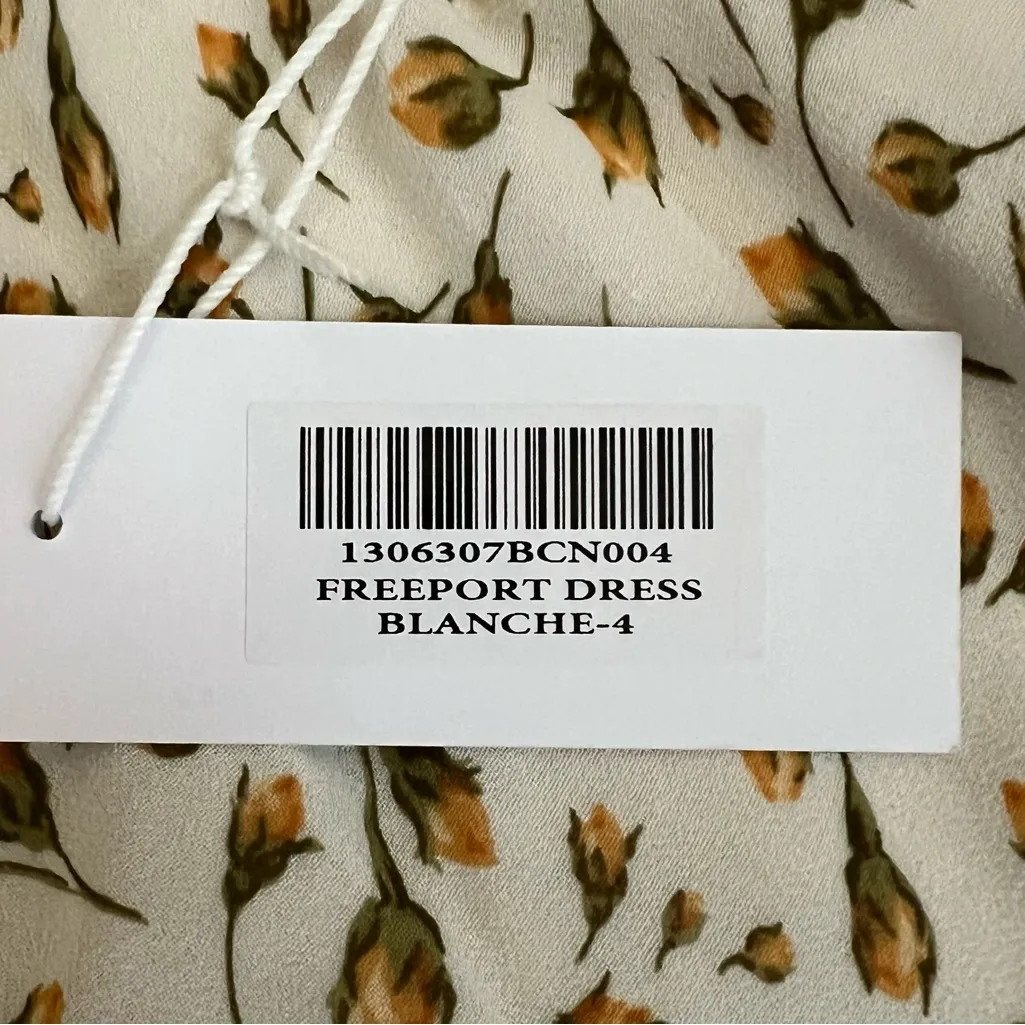 1306307BCN004
FREEPORT DRESS
BLANCHE-4